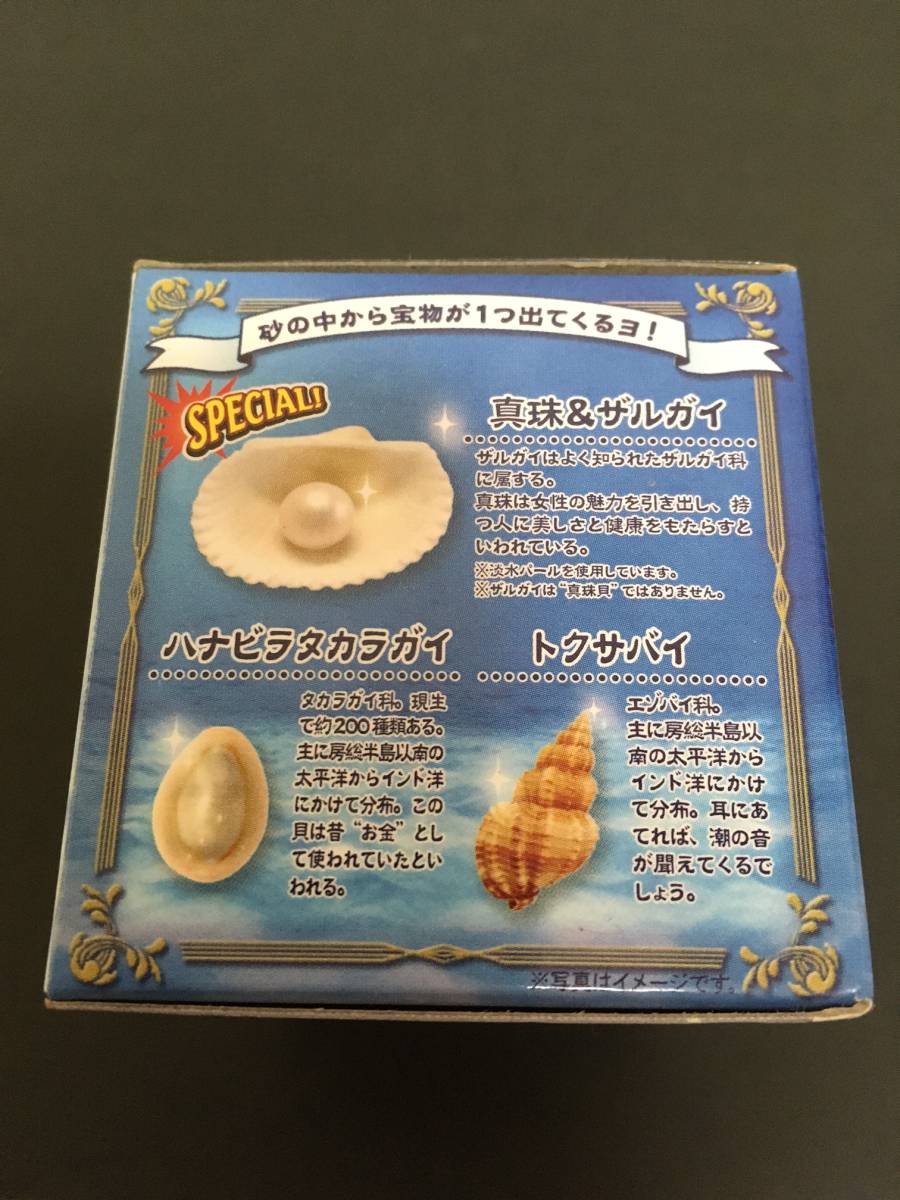 砂の中から宝物が1つ出てくるヨ!
SPECIAL!
真珠&ザルガイ
ザルガイはよく知られたザルガイ科
に属する。
真珠は女性の魅力を引き出し、持
つ人に美しさと健康をもたらすと
いわれている。
※淡水パールを使用しています。
※ザルガイは“真珠貝”ではありません。
ハナビラタカラガイ
タカラガイ科。現生
で約200種類ある。
主に房総半島以南の
太平洋からインド洋
にかけて分布。この
貝は昔“お金”とし
て使われていたとい
われる。
トクサバイ
エゾバイ科。
主に房総半島以
南の太平洋から
インド洋にかけ
て分布。耳にあ
てれば、潮の音
が聞えてくるで
しょう。
※写真はイメージです。